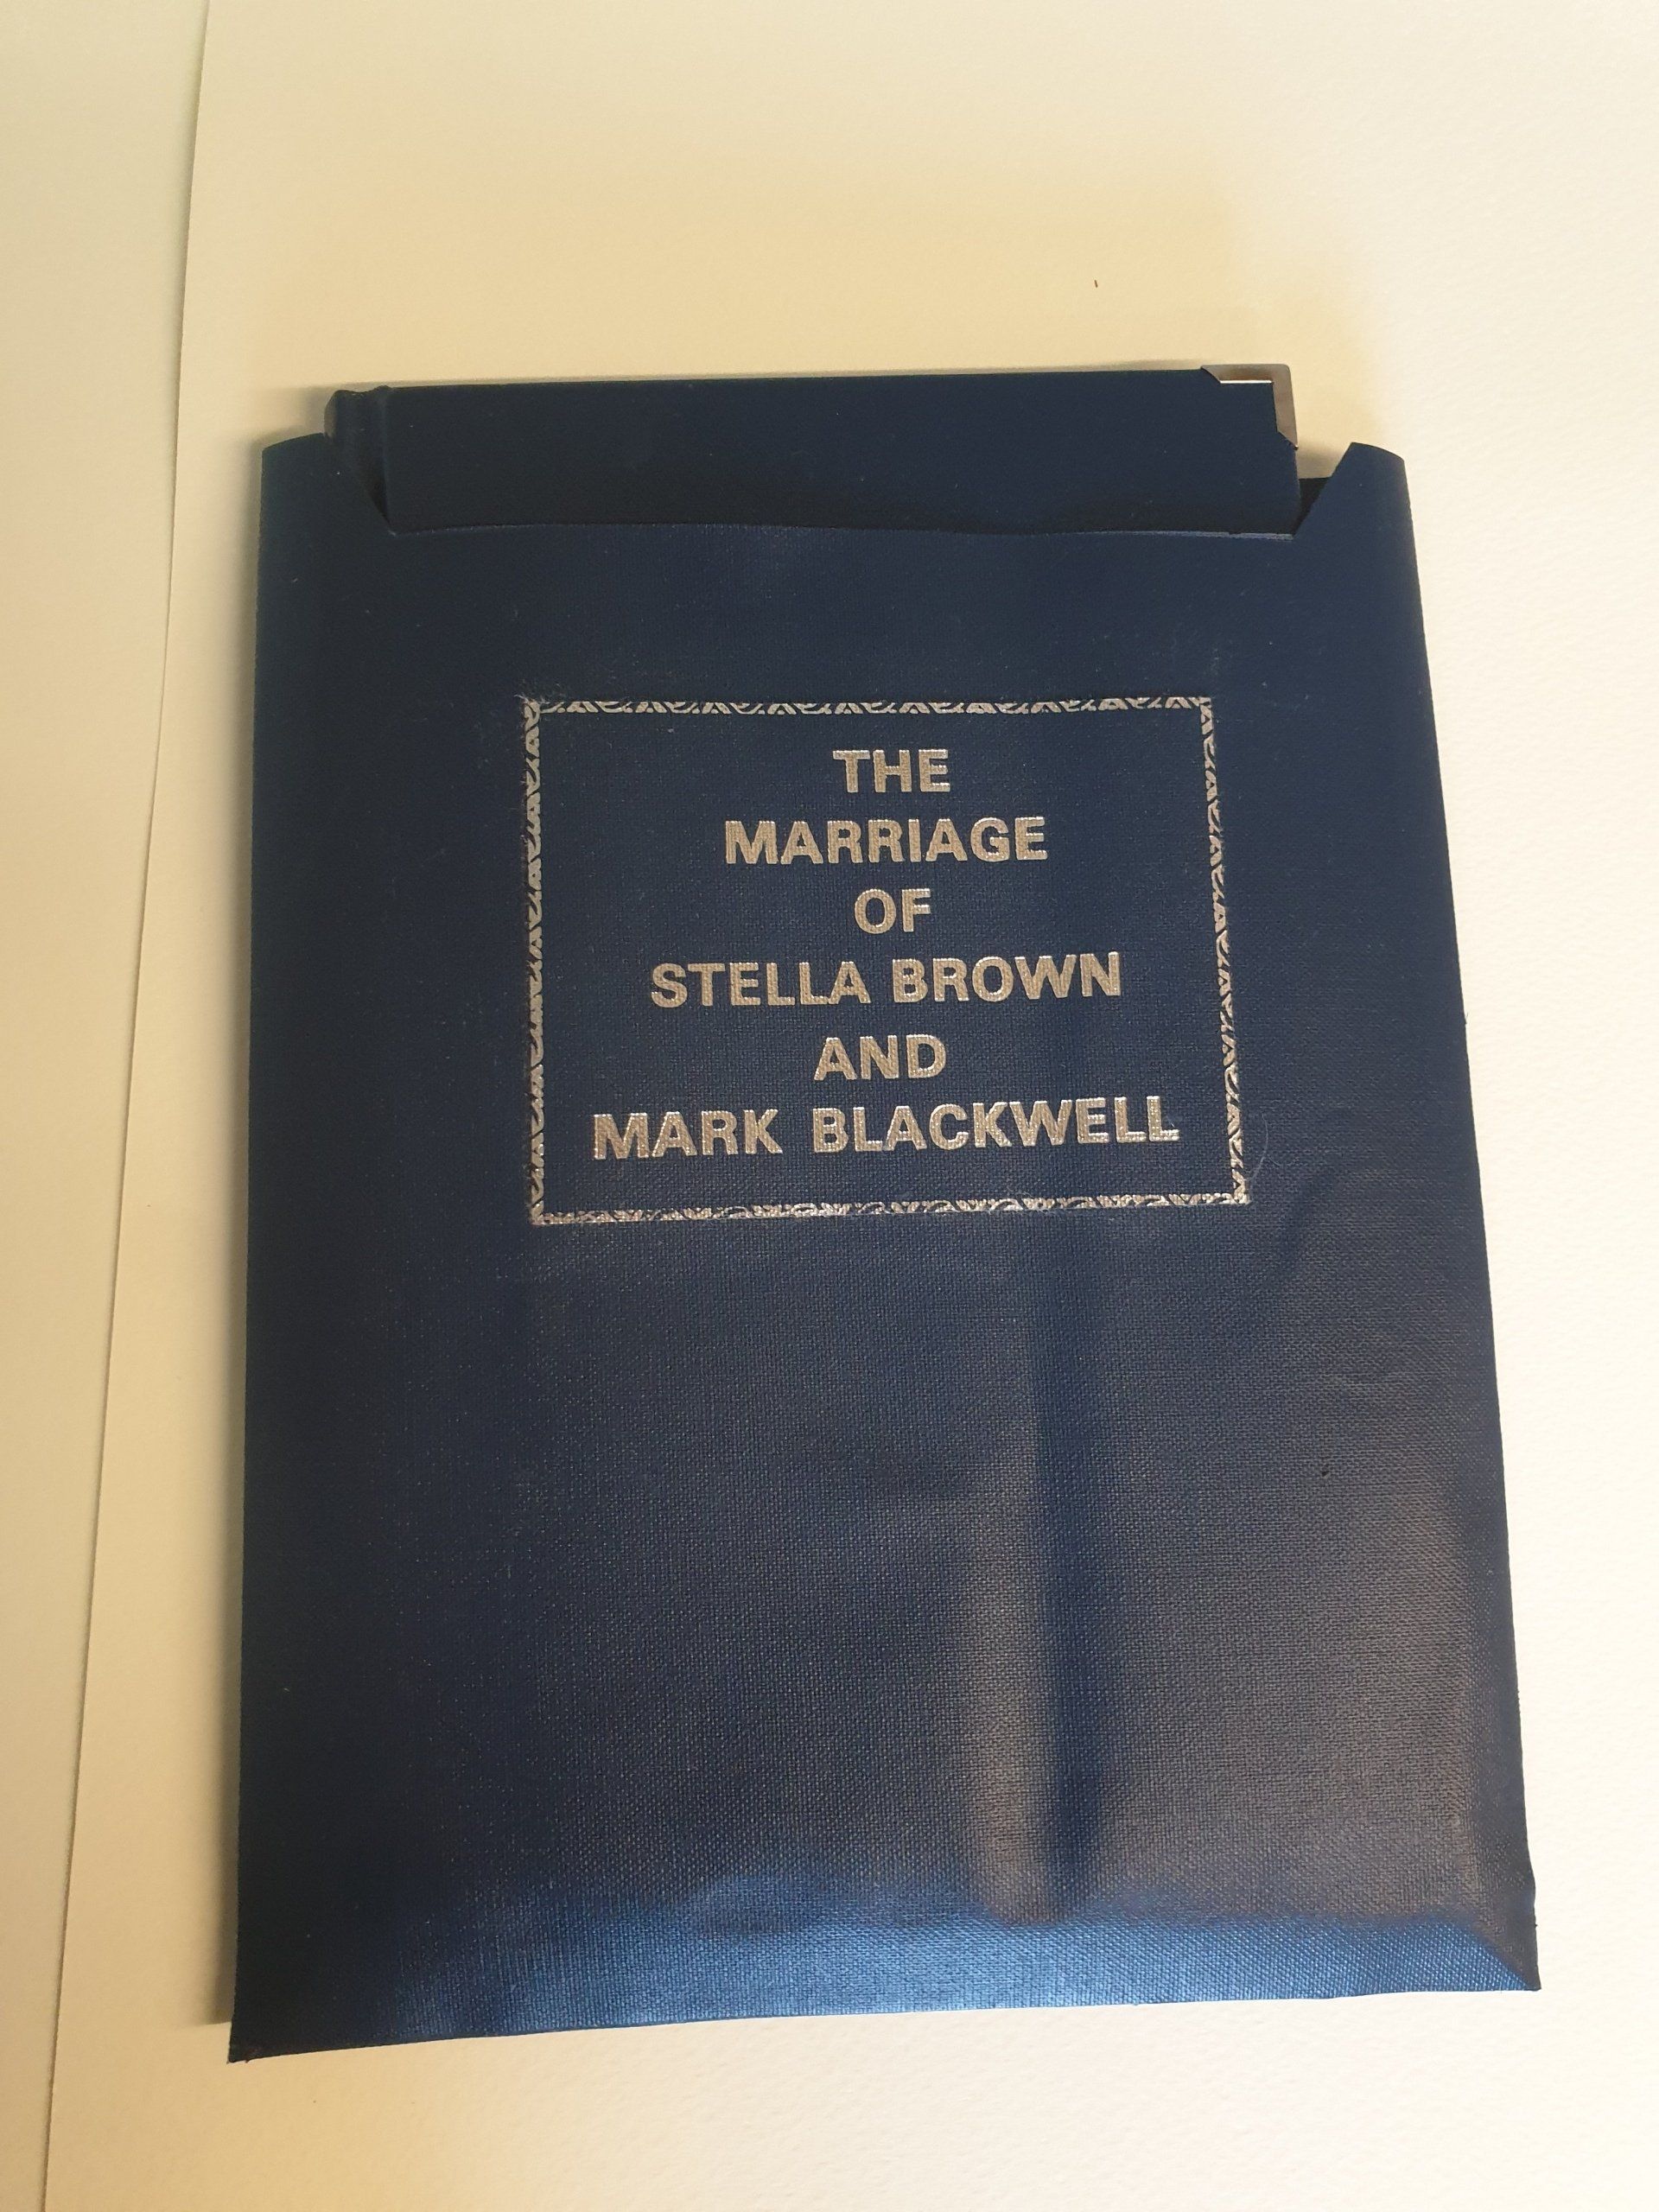 THE
MARRIAGE
OF
STELLA BROWN
AND
MARK BLACKWELL